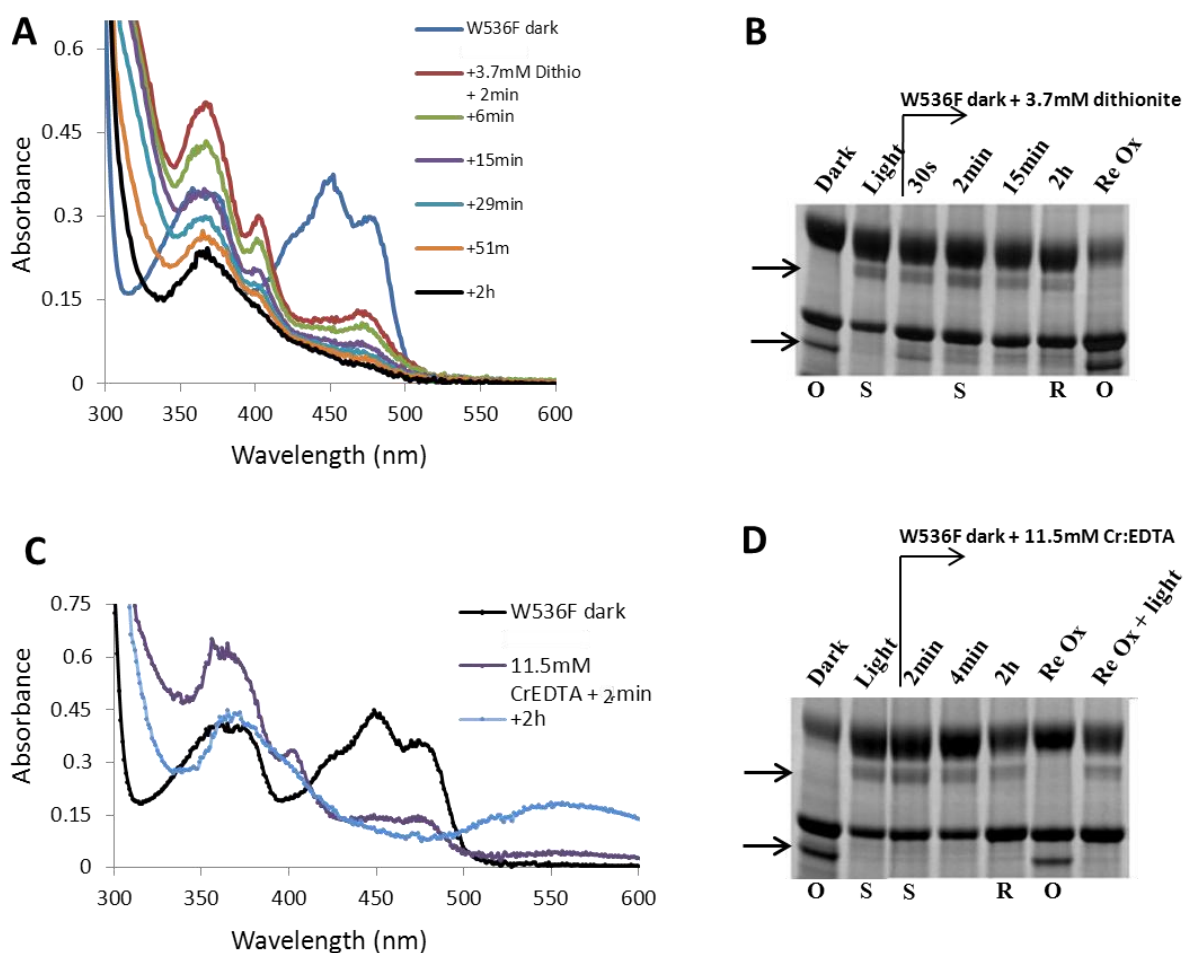 A
0.6
0.45
0.3
0.15
0
300 350 400 450 500 550 600
Absorbance
Wavelength (nm)
W536F dark
+3.7mM Dithio
+ 2min
+6min
+15min
+29min
+51m
+2h
B
W536F dark + 3.7mM dithionite
Dark Light 30s 2min 15min 2h Re Ox
O S S R O
C
0.75
0.6
0.45
0.3
0.15
0
300 350 400 450 500 550 600
Absorbance
Wavelength (nm)
W536F dark
11.5mM
CrEDTA + 2min
+2h
D
W536F dark + 11.5mM Cr:EDTA
Dark Light 2min 4min 2h Re Ox Re Ox + light
O S S R O